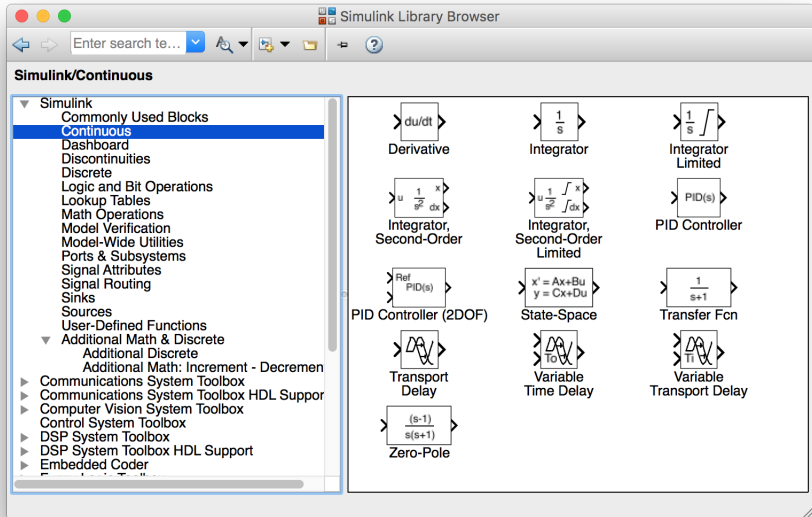 Simulink Library Browser
Enter search te...
Simulink/Continuous
Simulink
Commonly Used Blocks
Continuous
Dashboard
Discontinuities
Discrete
Logic and Bit Operations
Lookup Tables
Math Operations
Model Verification
Model-Wide Utilities
Ports & Subsystems
Signal Attributes
Signal Routing
Sinks
Sources
User-Defined Functions
Additional Math & Discrete
Additional Discrete
Additional Math: Increment - Decremen
Communications System Toolbox
Communications System Toolbox HDL Suppor
Computer Vision System Toolbox
Control System Toolbox
DSP System Toolbox
DSP System Toolbox HDL Support
Embedded Coder
du/dt
Derivative
1
s
Integrator
1
s
Integrator
Limited
u 1 x
s² dx
Integrator,
Second-Order
u 1 x
s² dx
Integrator,
Second-Order
Limited
PID(s)
PID Controller
Ref
PID(s)
PID Controller (2DOF)
x' = Ax+Bu
y = Cx+Du
State-Space
1
s+1
Transfer Fcn
Transport
Delay
To
Variable
Time Delay
Ti
Variable
Transport Delay
(s-1)
s(s+1)
Zero-Pole